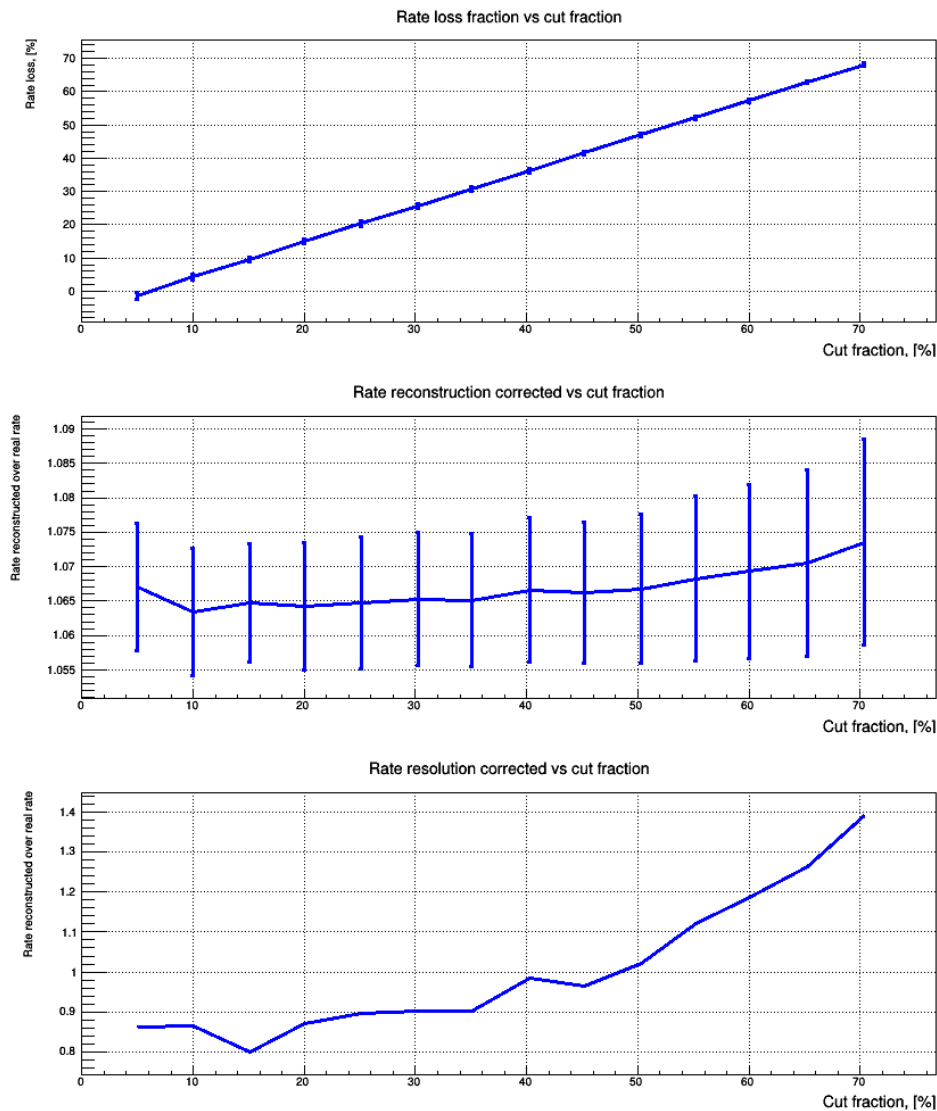 Rate loss fraction vs cut fraction
Rate loss, [%]
70
60
50
40
30
20
10
0
0 10 20 30 40 50 60 70
Cut fraction, [%]
Rate reconstruction corrected vs cut fraction
Rate reconstructed over real rate
1.09
1.085
1.08
1.075
1.07
1.065
1.06
1.055
0 10 20 30 40 50 60 70
Cut fraction, [%]
Rate resolution corrected vs cut fraction
Rate reconstructed over real rate
1.4
1.3
1.2
1.1
1
0.9
0.8
0 10 20 30 40 50 60 70
Cut fraction, [%]